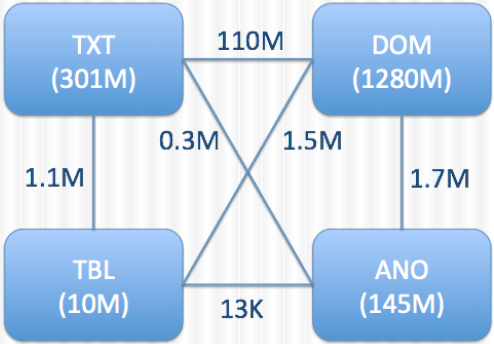 TXT
(301M)
110M
DOM
(1280M)
0.3M
1.5M
1.1M
1.7M
TBL
(10M)
13K
ANO
(145M)